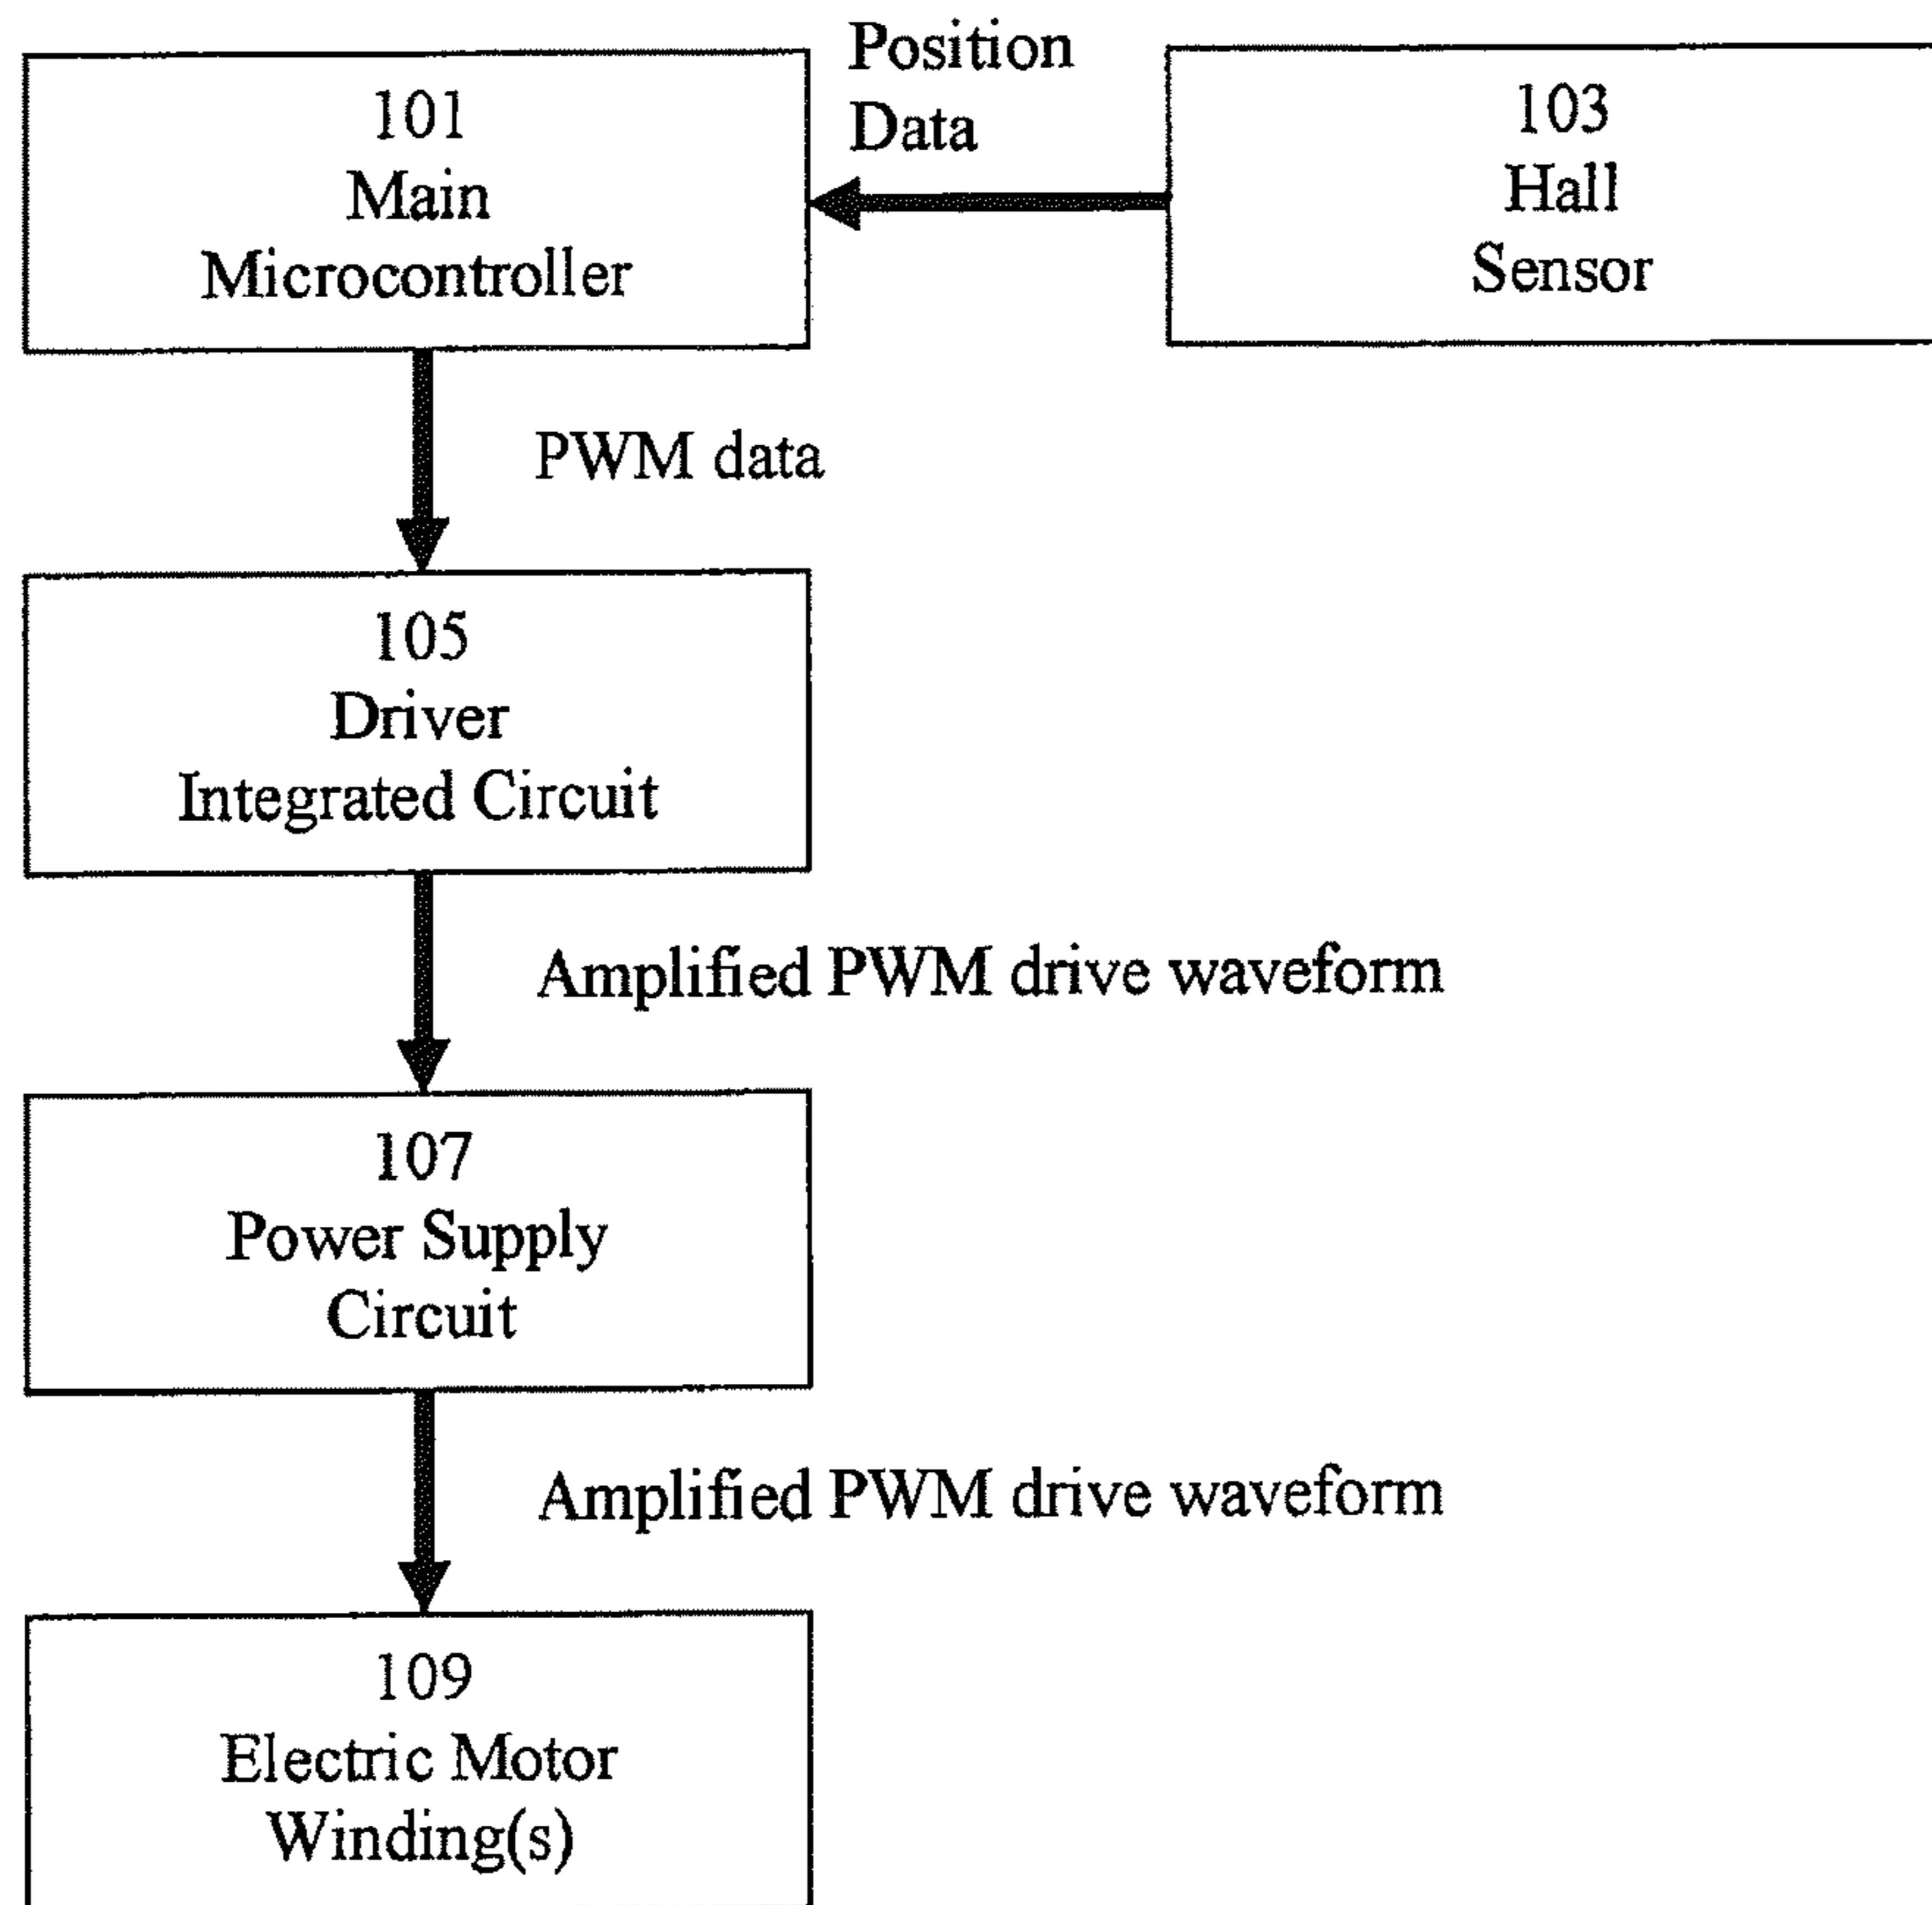 101
Main
Microcontroller
Position
Data
103
Hall
Sensor
PWM data
105
Driver
Integrated Circuit
Amplified PWM drive waveform
107
Power Supply
Circuit
Amplified PWM drive waveform
109
Electric Motor
Winding(s)